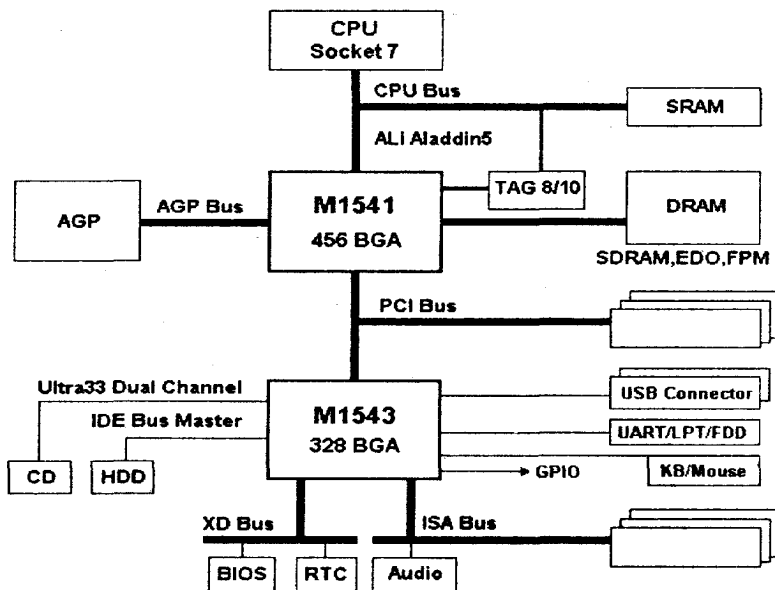 CPU
Socket 7
CPU Bus
SRAM
ALi Aladdin5
TAG 8/10
AGP
AGP Bus
M1541
456 BGA
DRAM
SDRAM,EDO,FPM
PCI Bus
Ultra33 Dual Channel
IDE Bus Master
M1543
328 BGA
USB Connector
UART/LPT/FDD
CD
HDD
GPIO
KB/Mouse
XD Bus
ISA Bus
BIOS
RTC
Audio